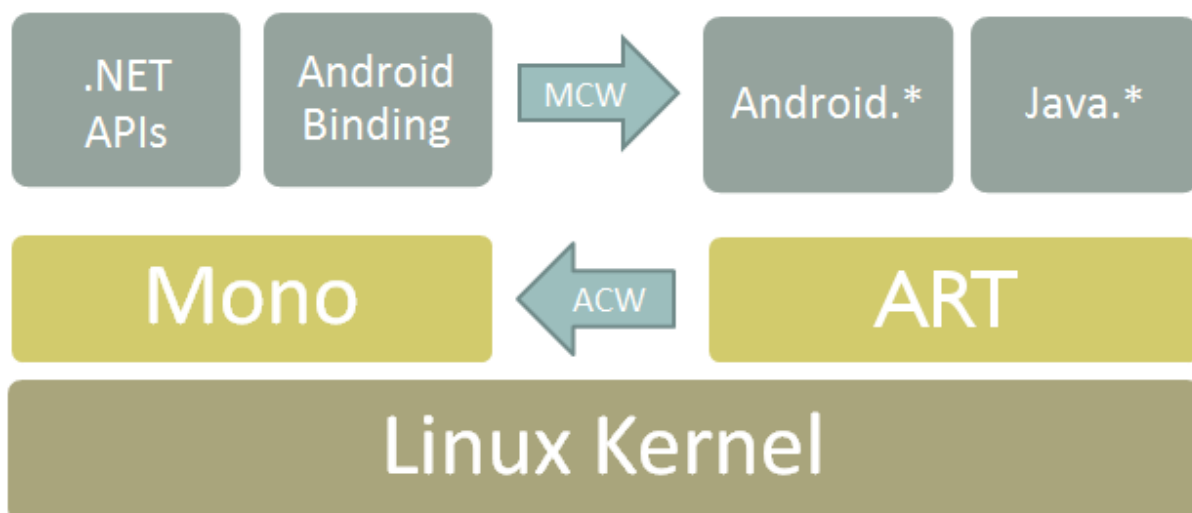 .NET
APIs
Android
Binding
MCW
Android.*
Java.*
Mono
ACW
ART
Linux Kernel